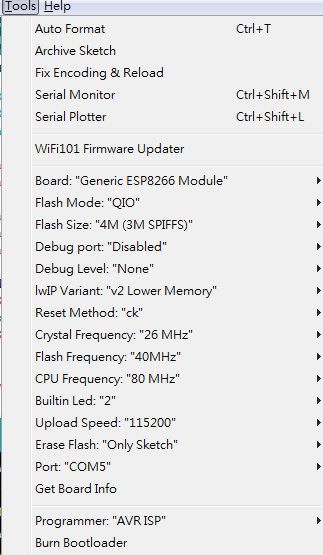 Tools Help
Auto Format Ctrl+T
Archive Sketch
Fix Encoding & Reload
Serial Monitor Ctrl+Shift+M
Serial Plotter Ctrl+Shift+L
WiFi101 Firmware Updater
Board: "Generic ESP8266 Module"
Flash Mode: "QIO"
Flash Size: "4M (3M SPIFFS)"
Debug port: "Disabled"
Debug Level: "None"
lwIP Variant: "v2 Lower Memory"
Reset Method: "ck"
Crystal Frequency: "26 MHz"
Flash Frequency: "40MHz"
CPU Frequency: "80 MHz"
Builtin Led: "2"
Upload Speed: "115200"
Erase Flash: "Only Sketch"
Port: "COM5"
Get Board Info
Programmer: "AVR ISP"
Burn Bootloader